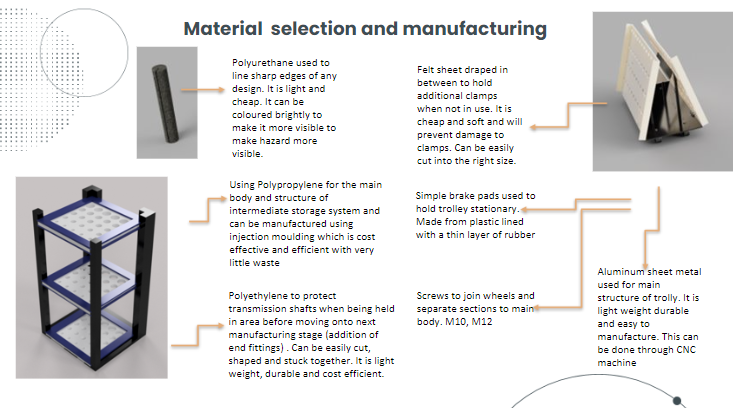 Material selection and manufacturing
Polyurethane used to
line sharp edges of any
design. It is light and
cheap. It can be
coloured brightly to
make it more visible to
make hazard more
visible.
Felt sheet draped in
between to hold
additional clamps
when not in use. It is
cheap and soft and will
prevent damage to
clamps. Can be easily
cut into the right size.
Using Polypropylene for the main
body and structure of
intermediate storage system and
can be manufactured using
injection moulding which is cost
effective and efficient with very
little waste
Simple brake pads used to
hold trolley stationary.
Made from plastic lined
with a thin layer of rubber
Polyethylene to protect
transmission shafts when being held
in area before moving onto next
manufacturing stage (addition of
end fittings) . Can be easily cut,
shaped and stuck together. It is light
weight, durable and cost efficient.
Screws to join wheels and
separate sections to main
body. M10, M12
Aluminum sheet metal
used for main
structure of trolly. It is
light weight durable
and easy to
manufacture. This can
be done through CNC
machine